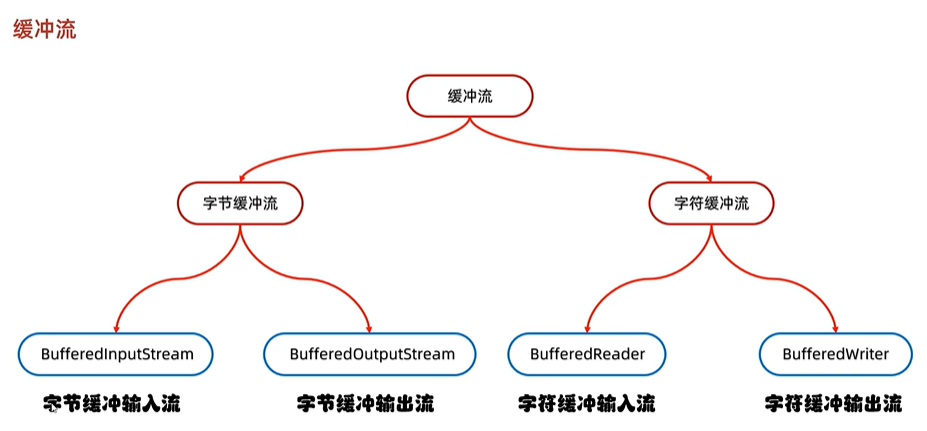 缓冲流
缓冲流
字节缓冲流
字符缓冲流
BufferedInputStream
BufferedOutputStream
BufferedReader
BufferedWriter
字节缓冲输入流
字节缓冲输出流
字符缓冲输入流
字符缓冲输出流